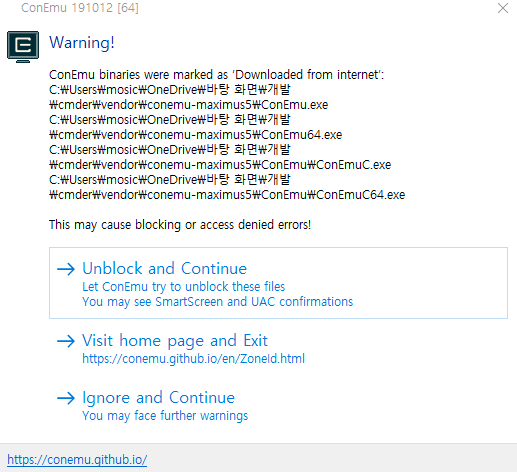 ConEmu 191012 [64]
Warning!
ConEmu binaries were marked as 'Downloaded from internet':
C:₩Users₩mosic₩OneDrive₩바탕 화면₩개발
₩cmder₩vendor₩conemu-maximus5₩ConEmu.exe
C:₩Users₩mosic₩OneDrive₩바탕 화면₩개발
₩cmder₩vendor₩conemu-maximus5₩ConEmu64.exe
C:₩Users₩mosic₩OneDrive₩바탕 화면₩개발
₩cmder₩vendor₩conemu-maximus5₩ConEmu₩ConEmuC.exe
C:₩Users₩mosic₩OneDrive₩바탕 화면₩개발
₩cmder₩vendor₩conemu-maximus5₩ConEmu₩ConEmuC64.exe
This may cause blocking or access denied errors!
Unblock and Continue
Let ConEmu try to unblock these files
You may see SmartScreen and UAC confirmations
Visit home page and Exit
https://conemu.github.io/en/ZoneId.html
Ignore and Continue
You may face further warnings
https://conemu.github.io/